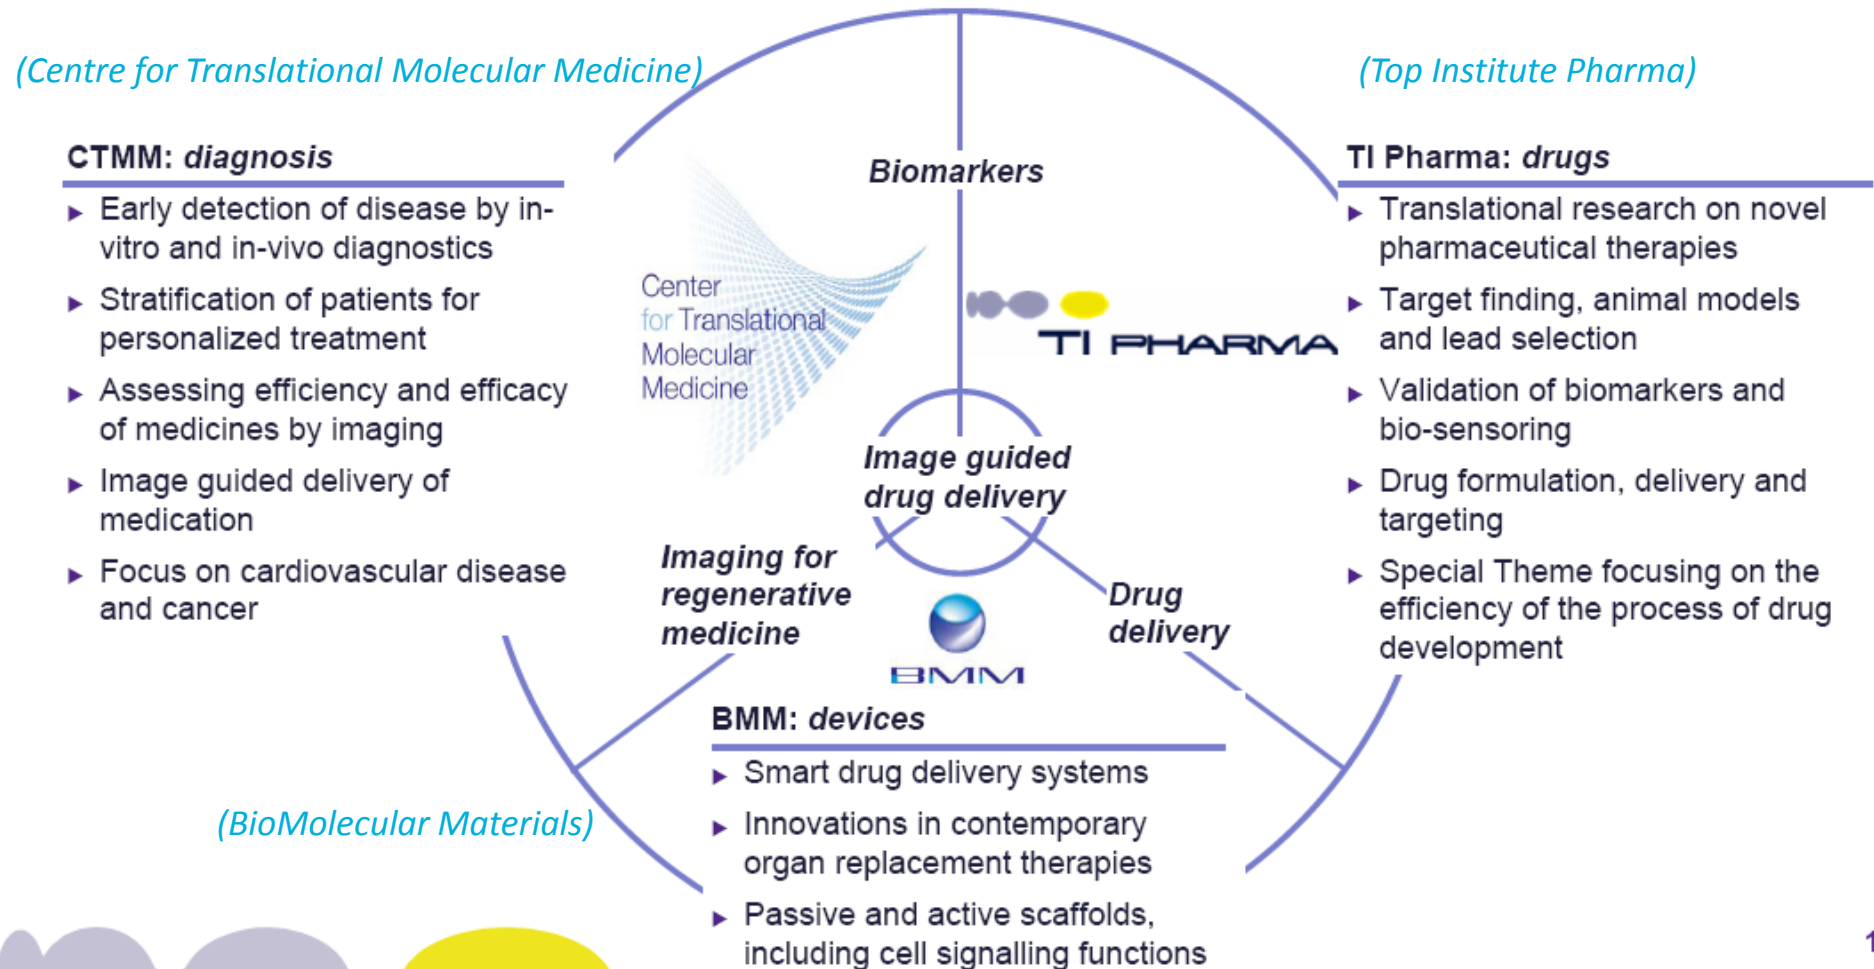 (Centre for Translational Molecular Medicine)
(Top Institute Pharma)
CTMM: diagnosis
► Early detection of disease by in-
vitro and in-vivo diagnostics
► Stratification of patients for
personalized treatment
► Assessing efficiency and efficacy
of medicines by imaging
► Image guided delivery of
medication
► Focus on cardiovascular disease
and cancer
Biomarkers
Center
for Translational
Molecular
Medicine
TI PHARMA
Image guided
drug delivery
Imaging for
regenerative
medicine
Drug
delivery
BMM
TI Pharma: drugs
► Translational research on novel
pharmaceutical therapies
► Target finding, animal models
and lead selection
► Validation of biomarkers and
bio-sensoring
► Drug formulation, delivery and
targeting
► Special Theme focusing on the
efficiency of the process of drug
development
BMM: devices
► Smart drug delivery systems
► Innovations in contemporary
organ replacement therapies
► Passive and active scaffolds,
including cell signalling functions
(BioMolecular Materials)